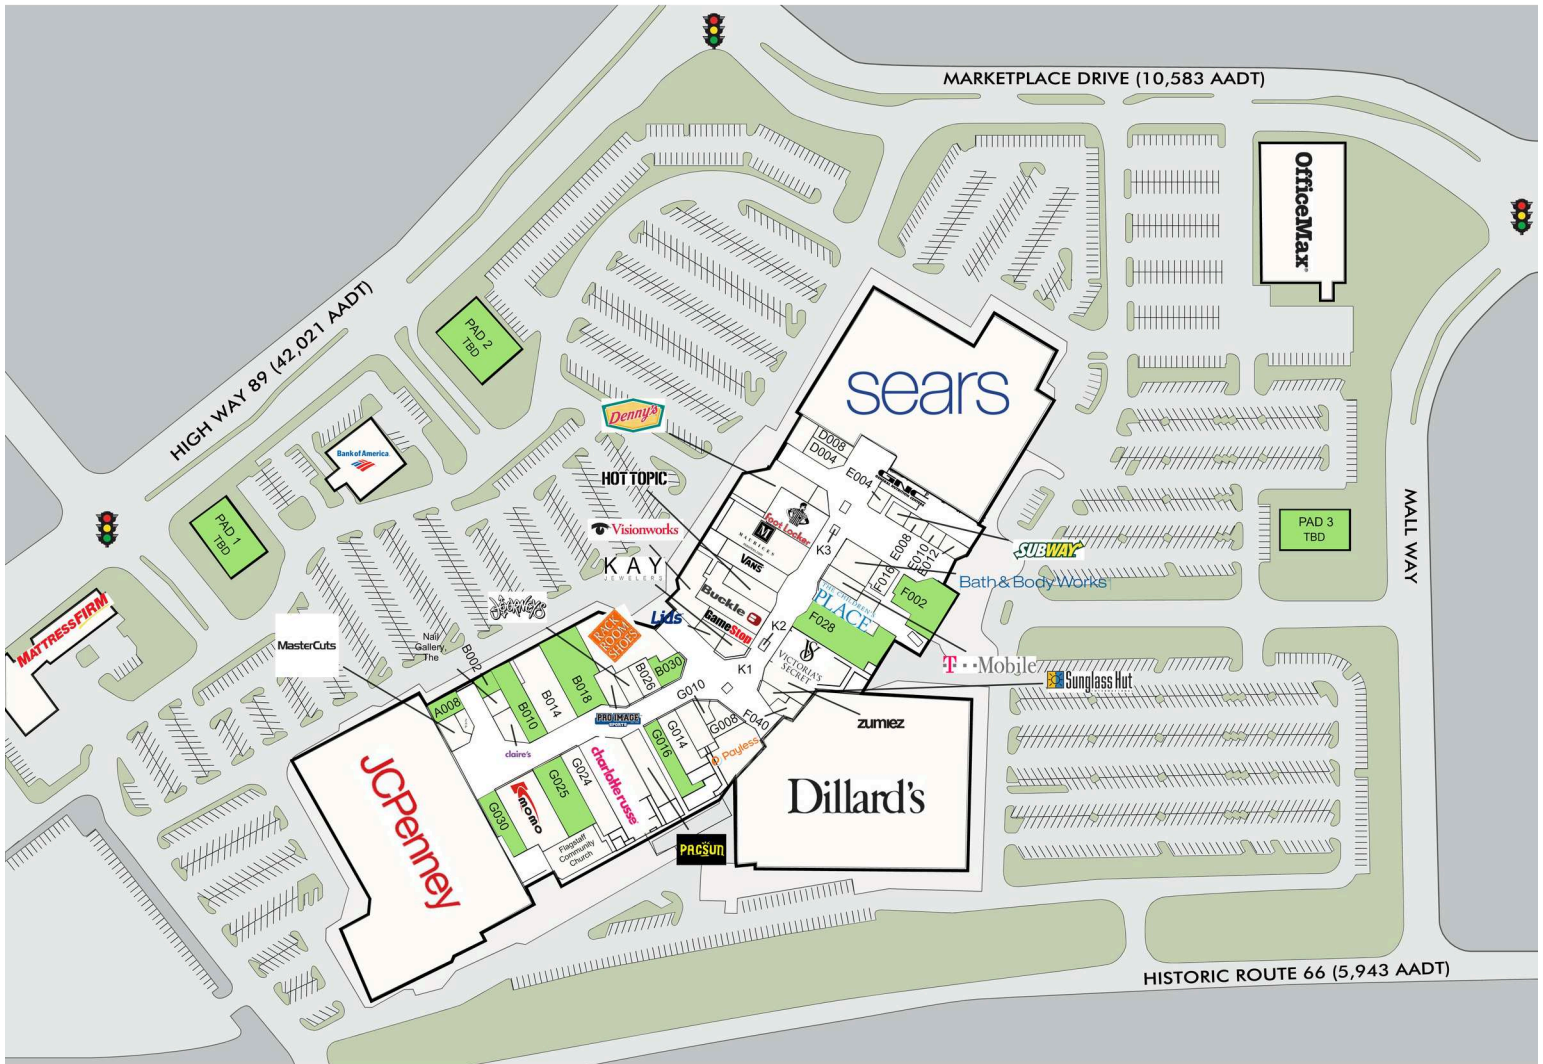 MARKETPLACE DRIVE (10,583 AADT)
OfficeMax
HIGH WAY 89 (42,021 AADT)
PAD 2
TBD
sears
Denny's
Bank of America
D008
D004
E004
GNC
HOT TOPIC
MALL WAY
PAD 1
TBD
PAD 3
TBD
Foot Locker
Visionworks
M
MAURICES
K3
E008
E010
E012
SUBWAY
KAY
JEWELERS
VANS
F016
Bath & Body Works
F002
MATTRESS FIRM
Journeys
Buckle
THE CHILDREN'S
PLACE
RACK
ROOM
SHOES
Lids
GameStop
K2
F028
MasterCuts
Nail
Gallery,
The
B002
B030
B026
K1
VS
VICTORIA'S
SECRET
T··Mobile
Sunglass Hut
A008
B010
B014
B018
G010
PRO IMAGE
SPORTS
G008
F040
zumiez
claire's
G016
G014
Payless
JCPenney
G030
momo
G025
G024
charlotte russe
Dillard's
Flagstaff
Community
Church
PACSUN
HISTORIC ROUTE 66 (5,943 AADT)